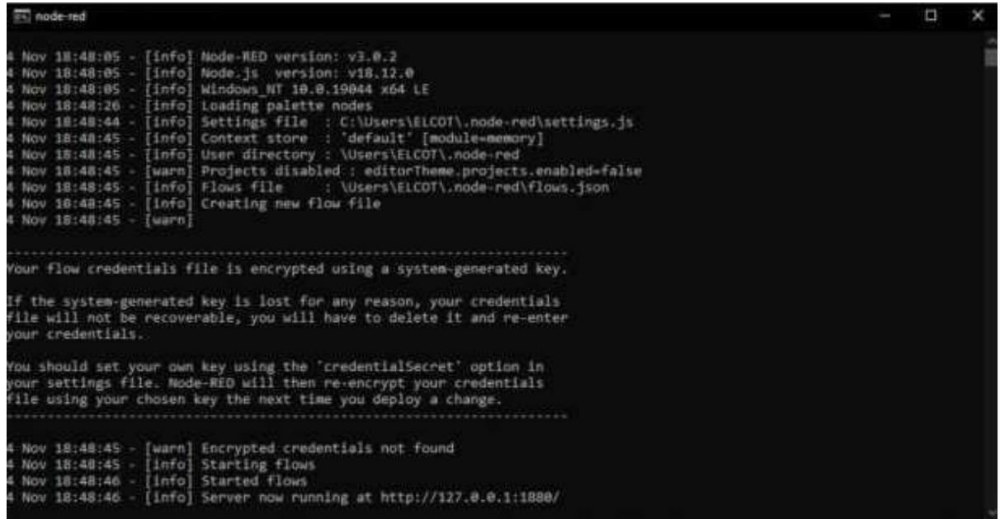 node-red
4 Nov 18:48:05 - [info] Node-RED version: v3.0.2
4 Nov 18:48:05 - [info] Node.js  version: v18.12.0
4 Nov 18:48:05 - [info] Windows_NT 10.0.19044 x64 LE
4 Nov 18:48:26 - [info] Loading palette nodes
4 Nov 18:48:44 - [info] Settings file  : C:\Users\ELCOT\.node-red\settings.js
4 Nov 18:48:45 - [info] Context store  : 'default' [module=memory]
4 Nov 18:48:45 - [info] User directory : \Users\ELCOT\.node-red
4 Nov 18:48:45 - [warn] Projects disabled : editorTheme.projects.enabled=false
4 Nov 18:48:45 - [info] Flows file     : \Users\ELCOT\.node-red\flows.json
4 Nov 18:48:45 - [info] Creating new flow file
4 Nov 18:48:45 - [warn]
---------------------------------------------------------------------
Your flow credentials file is encrypted using a system-generated key.
If the system-generated key is lost for any reason, your credentials
file will not be recoverable, you will have to delete it and re-enter
your credentials.
You should set your own key using the 'credentialSecret' option in
your settings file. Node-RED will then re-encrypt your credentials
file using your chosen key the next time you deploy a change.
---------------------------------------------------------------------
4 Nov 18:48:45 - [warn] Encrypted credentials not found
4 Nov 18:48:45 - [info] Starting flows
4 Nov 18:48:46 - [info] Started flows
4 Nov 18:48:46 - [info] Server now running at http://127.0.0.1:1880/